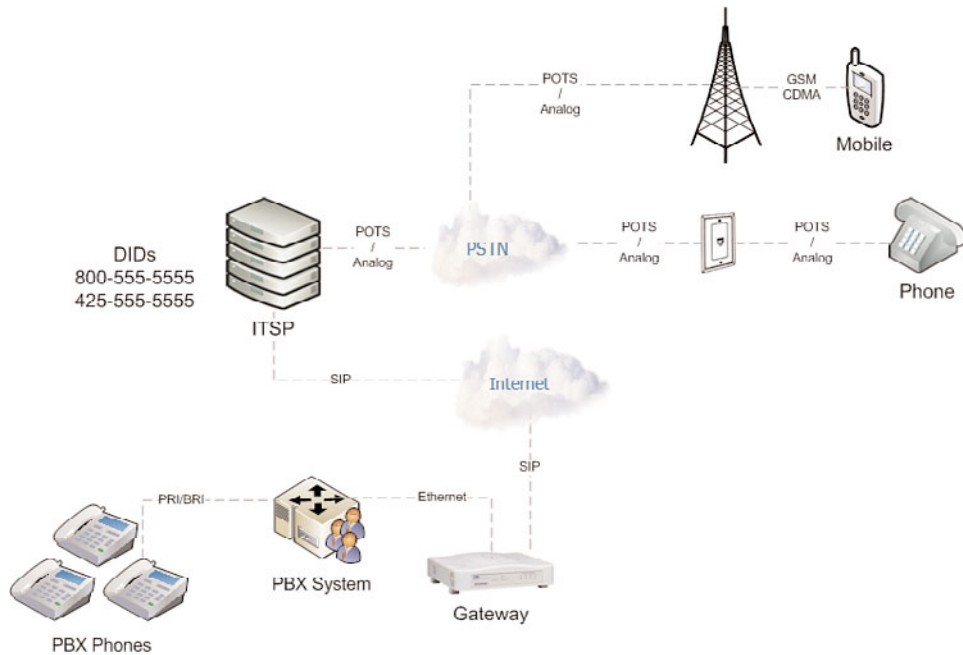 POTS
/
Analog
GSM
CDMA
Mobile
DIDs
800-555-5555
425-555-5555
ITSP
POTS
/
Analog
PSTN
POTS
/
Analog
POTS
/
Analog
Phone
SIP
Internet
SIP
PRI/BRI
Ethernet
PBX System
Gateway
PBX Phones